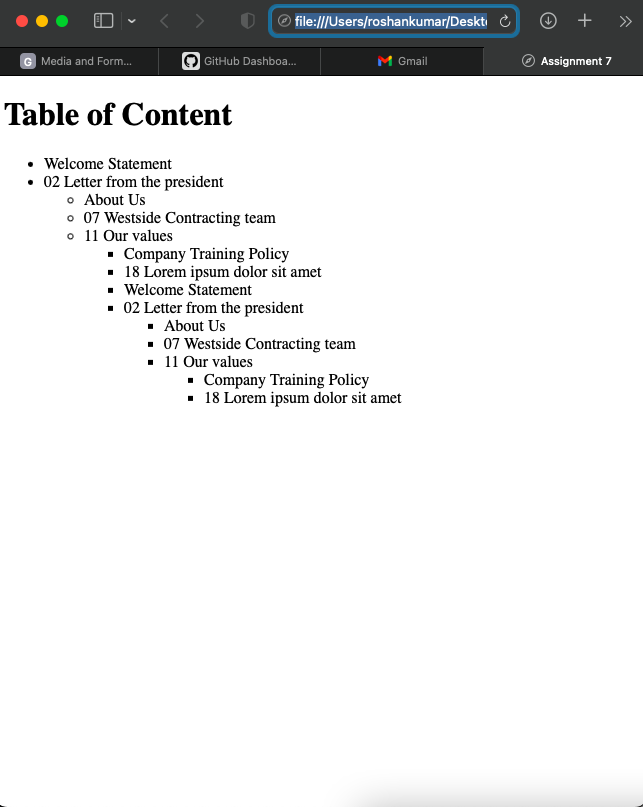 file:///Users/roshankumar/Deskt
G Media and Form...
GitHub Dashboa...
Gmail
Assignment 7
Table of Content
Welcome Statement
02 Letter from the president
About Us
07 Westside Contracting team
11 Our values
Company Training Policy
18 Lorem ipsum dolor sit amet
Welcome Statement
02 Letter from the president
About Us
07 Westside Contracting team
11 Our values
Company Training Policy
18 Lorem ipsum dolor sit amet